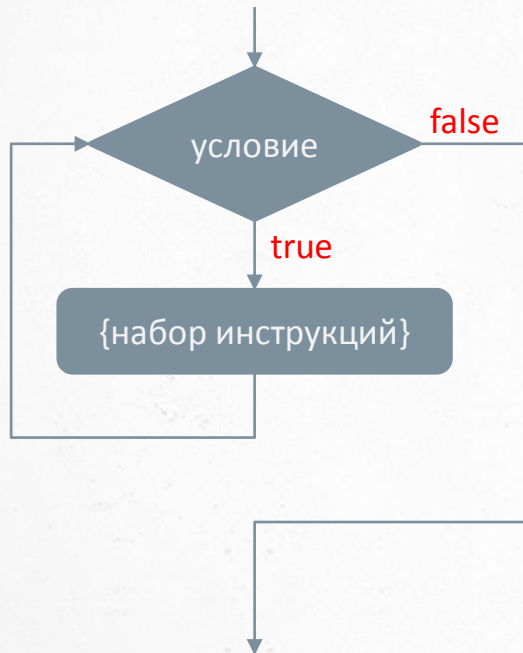 условие
false
true
{набор инструкций}